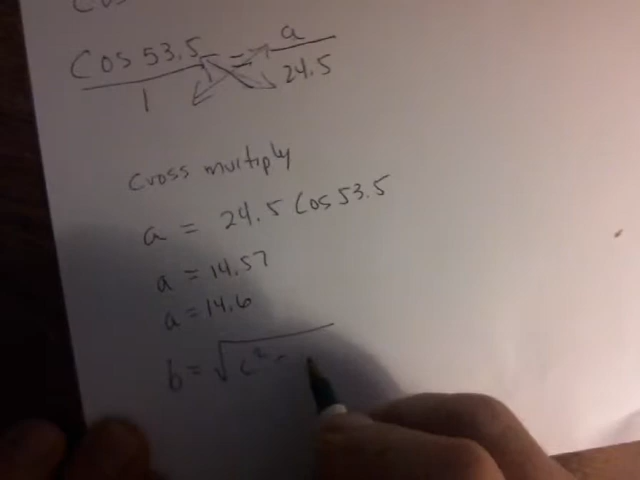 Cos 53.5 = a
1 24.5
Cross multiply
a = 24.5 Cos 53.5
a = 14.57
a = 14.6
b = √c² -